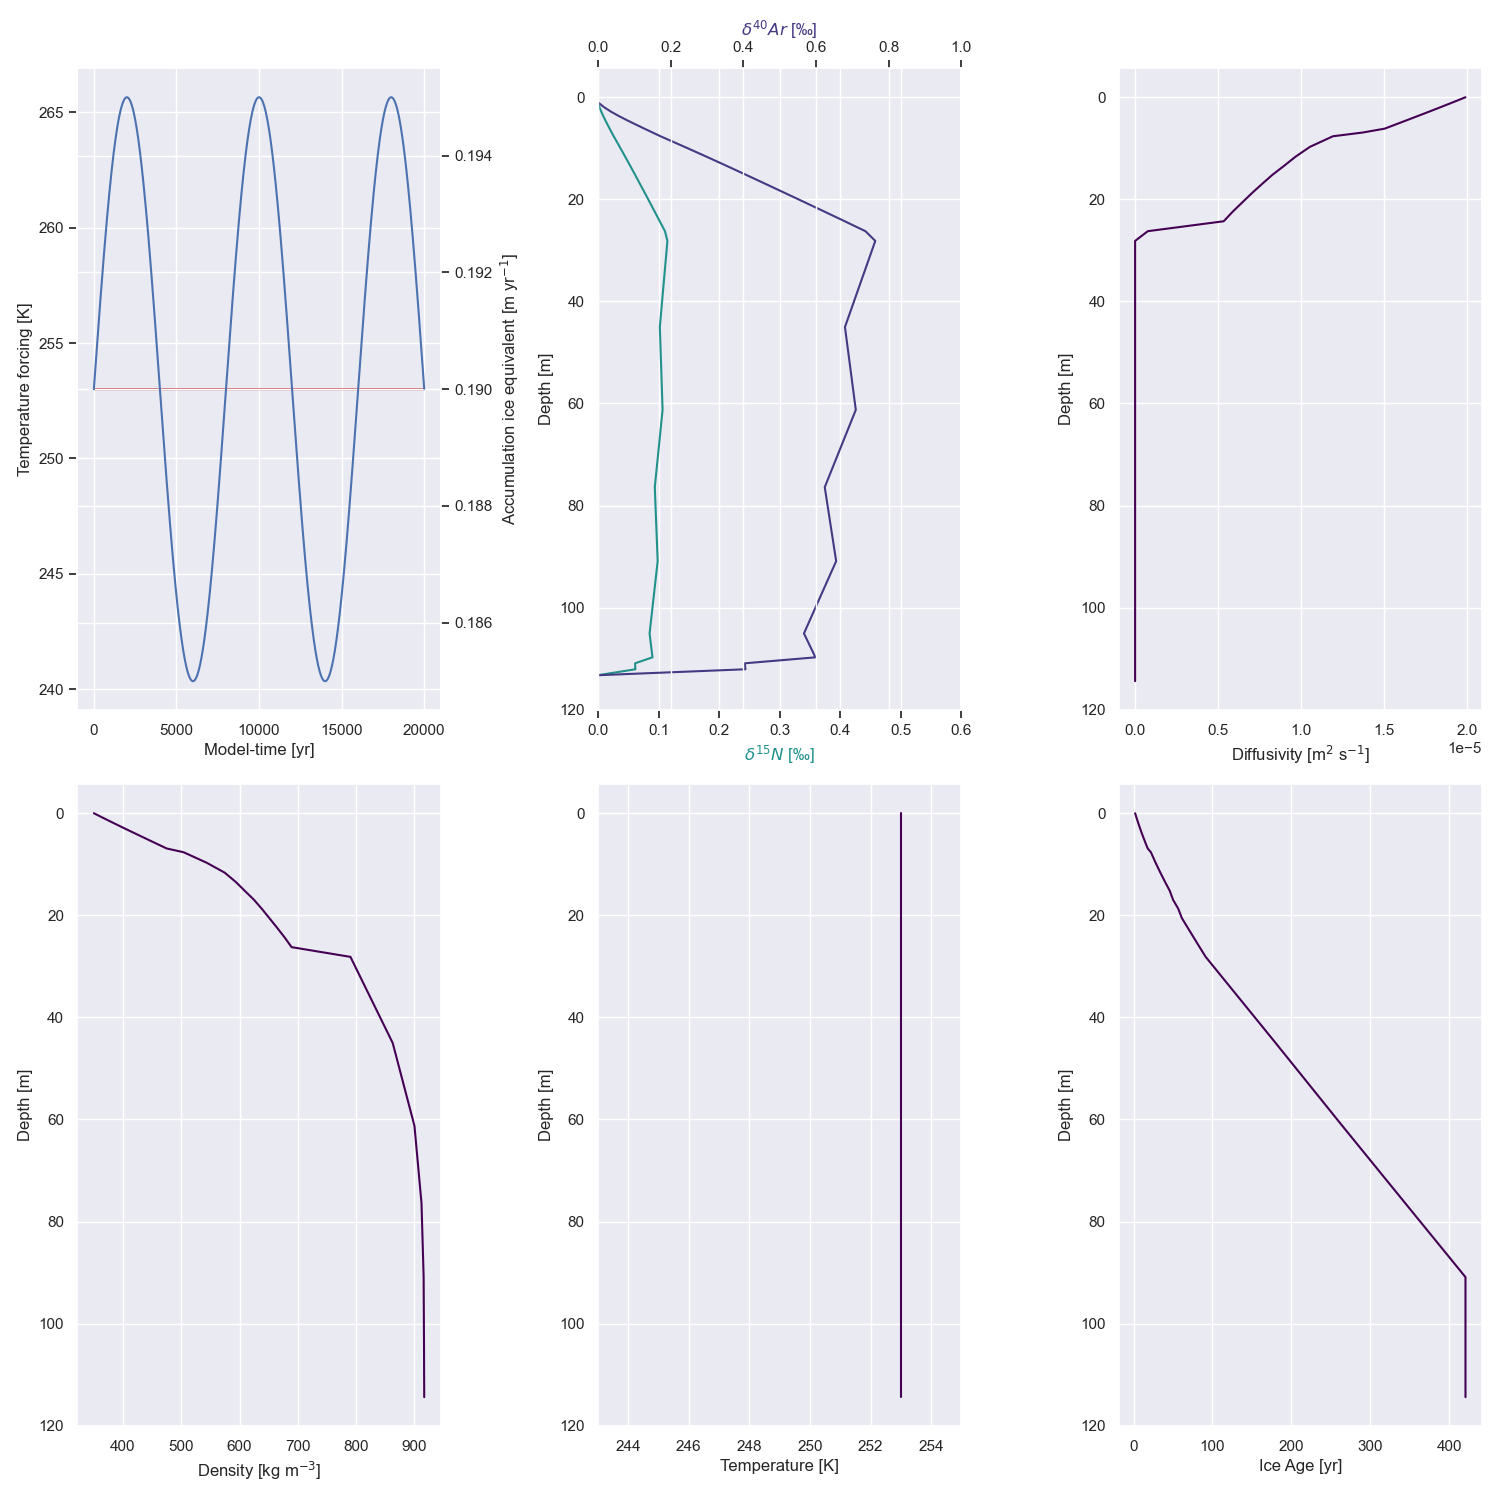 δ⁴⁰Ar [‰]
0.0 0.2 0.4 0.6 0.8 1.0
Temperature forcing [K]
265
260
255
250
245
240
0 5000 10000 15000 20000
Model-time [yr]
0.194
0.192
0.190
0.188
0.186
Accumulation ice equivalent [m yr⁻¹]
Depth [m]
0
20
40
60
80
100
120
0.0 0.1 0.2 0.3 0.4 0.5 0.6
δ¹⁵N [‰]
Depth [m]
0
20
40
60
80
100
120
0.0 0.5 1.0 1.5 2.0
1e−5
Diffusivity [m² s⁻¹]
Depth [m]
0
20
40
60
80
100
120
400 500 600 700 800 900
Density [kg m⁻³]
Depth [m]
0
20
40
60
80
100
120
244 246 248 250 252 254
Temperature [K]
Depth [m]
0
20
40
60
80
100
120
0 100 200 300 400
Ice Age [yr]